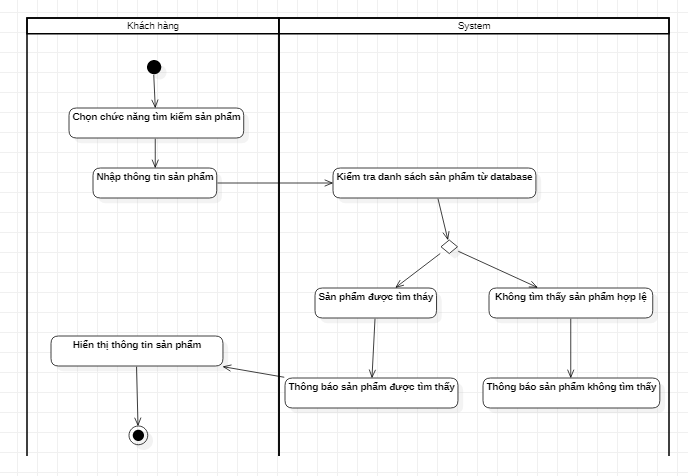 Khách hàng
System
Chọn chức năng tìm kiếm sản phẩm
Nhập thông tin sản phẩm
Kiểm tra danh sách sản phẩm từ database
Sản phẩm được tìm tháy
Không tìm thấy sản phẩm hợp lệ
Hiển thị thông tin sản phẩm
Thông báo sản phẩm được tìm thấy
Thông báo sản phẩm không tìm thấy